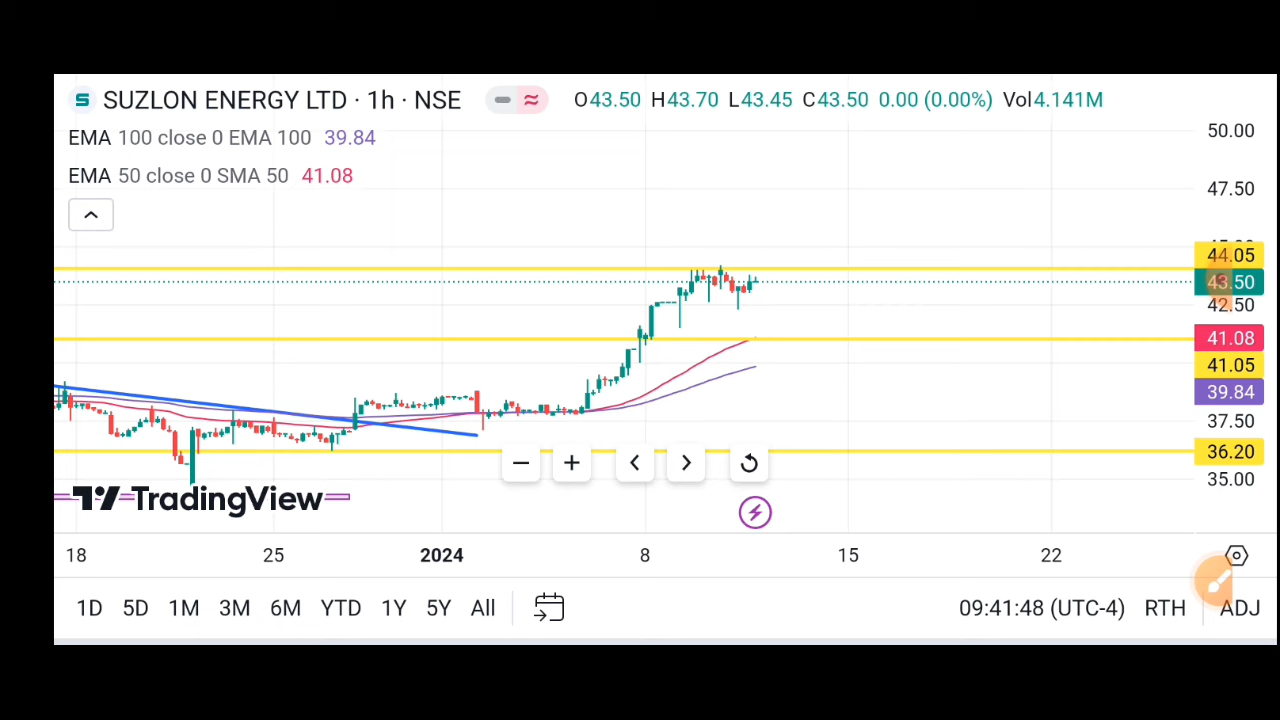 SUZLON ENERGY LTD · 1h · NSE O43.50 H43.70 L43.45 C43.50 0.00 (0.00%) Vol4.141M
EMA 100 close 0 EMA 100 39.84
EMA 50 close 0 SMA 50 41.08
50.00
47.50
44.05
43.50
42.50
41.08
41.05
39.84
37.50
36.20
35.00
TradingView
18 25 2024 8 15 22
1D 5D 1M 3M 6M YTD 1Y 5Y All 09:41:48 (UTC-4) RTH ADJ